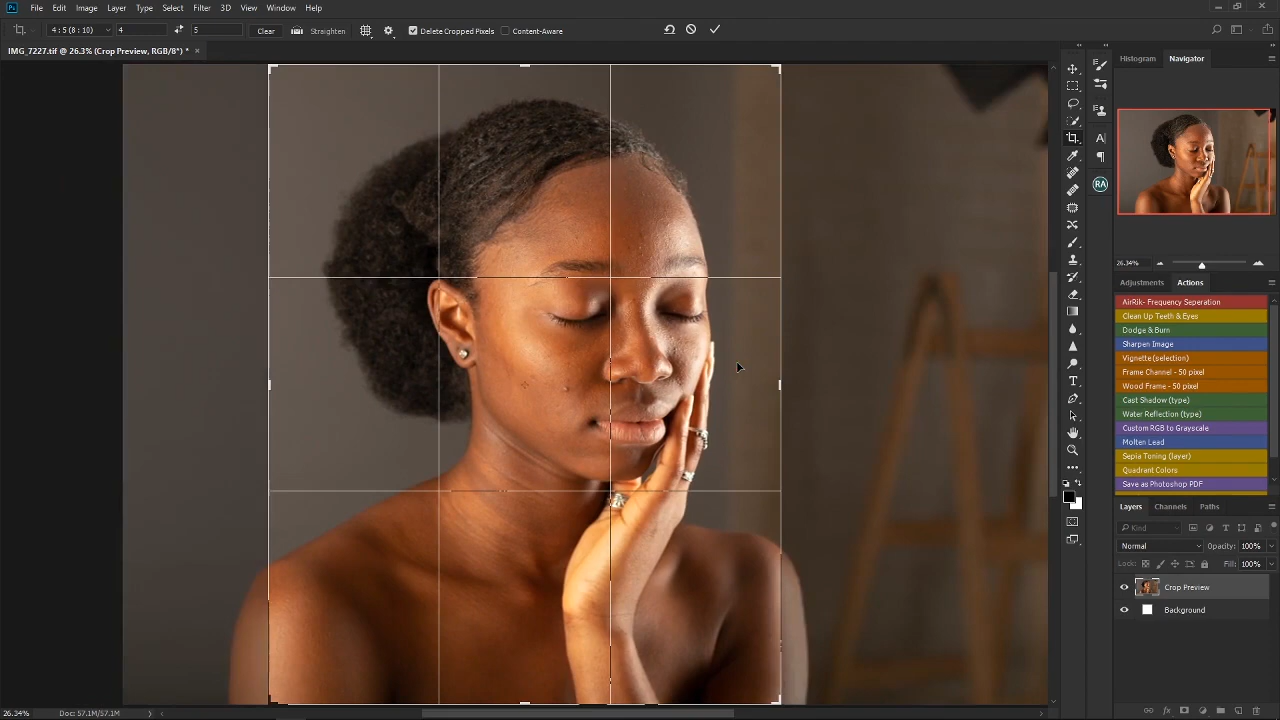 Ps File Edit Image Layer Type Select Filter 3D View Window Help
4 : 5 (8 : 10) 4 5 Clear Straighten Delete Cropped Pixels Content-Aware
IMG_7227.tif @ 26.3% (Crop Preview, RGB/8*) * ×
Histogram Navigator
26.34%
Adjustments Actions
AirRik- Frequency Seperation
Clean Up Teeth & Eyes
Dodge & Burn
Sharpen Image
Vignette (selection)
Frame Channel - 50 pixel
Wood Frame - 50 pixel
Cast Shadow (type)
Water Reflection (type)
Custom RGB to Grayscale
Molten Lead
Sepia Toning (layer)
Quadrant Colors
Save as Photoshop PDF
Layers Channels Paths
Kind
Normal Opacity: 100%
Lock: Fill: 100%
Crop Preview
Background
RA
26.34% Doc: 57.1M/57.1M